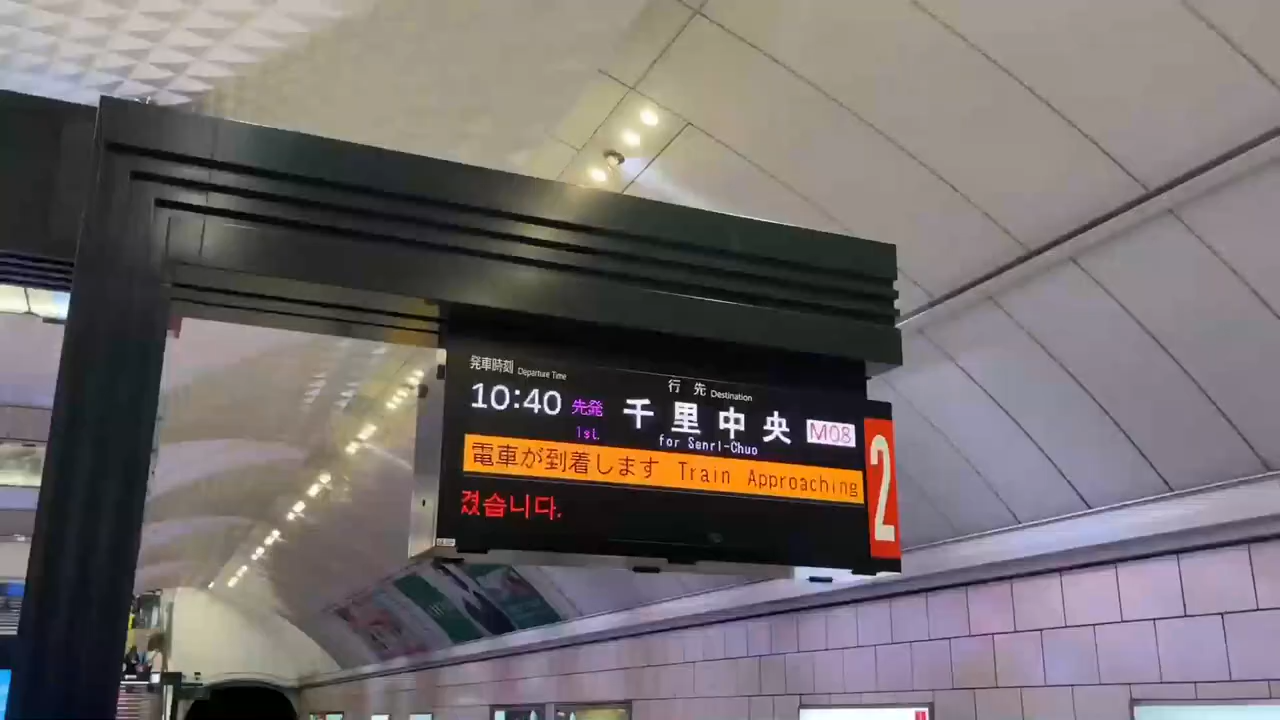 発車時刻 Departure Time
行先 Destination
10:40 先発 千里中央 M08
1st. for Senri-Chuo
電車が到着します Train Approaching
겼습니다.
2